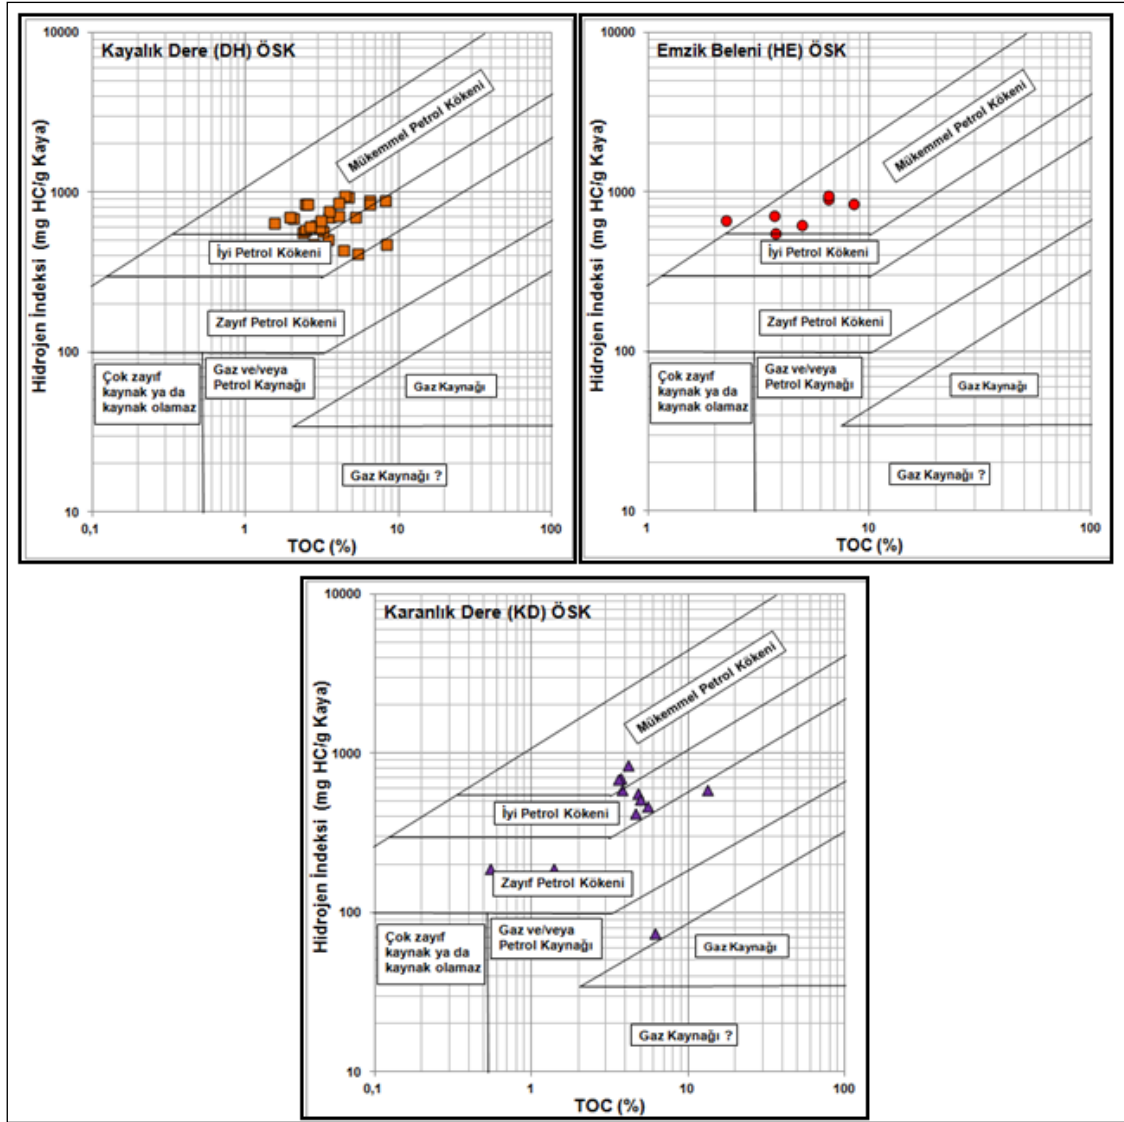 Kayalık Dere (DH) ÖSK
Hidrojen İndeksi (mg HC/g Kaya)
10000
1000
100
10
Mükemmel Petrol Kökeni
İyi Petrol Kökeni
Zayıf Petrol Kökeni
Çok zayıf
kaynak ya da
kaynak olamaz
Gaz ve/veya
Petrol Kaynağı
Gaz Kaynağı
Gaz Kaynağı ?
0,1
1
10
100
TOC (%)
Emzik Beleni (HE) ÖSK
Hidrojen İndeksi (mg HC/g Kaya)
10000
1000
100
10
Mükemmel Petrol Kökeni
İyi Petrol Kökeni
Zayıf Petrol Kökeni
Çok zayıf
kaynak ya da
kaynak olamaz
Gaz ve/veya
Petrol Kaynağı
Gaz Kaynağı
Gaz Kaynağı ?
1
10
100
TOC (%)
Karanlık Dere (KD) ÖSK
Hidrojen İndeksi (mg HC/g Kaya)
10000
1000
100
10
Mükemmel Petrol Kökeni
İyi Petrol Kökeni
Zayıf Petrol Kökeni
Çok zayıf
kaynak ya da
kaynak olamaz
Gaz ve/veya
Petrol Kaynağı
Gaz Kaynağı
Gaz Kaynağı ?
0,1
1
10
100
TOC (%)